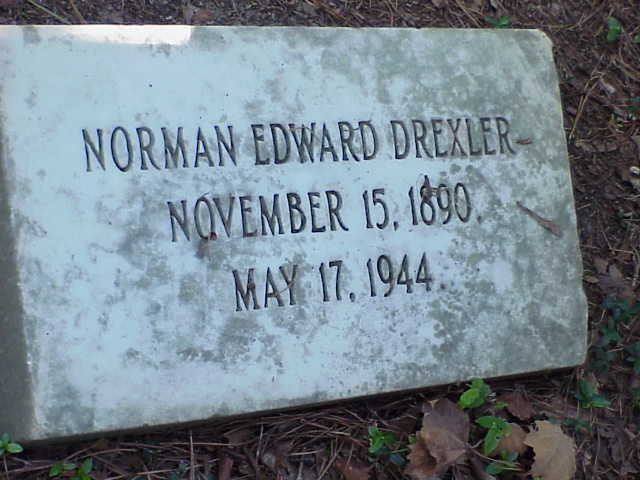 NORMAN EDWARD DREXLER
NOVEMBER 15, 1890.
MAY 17, 1944.